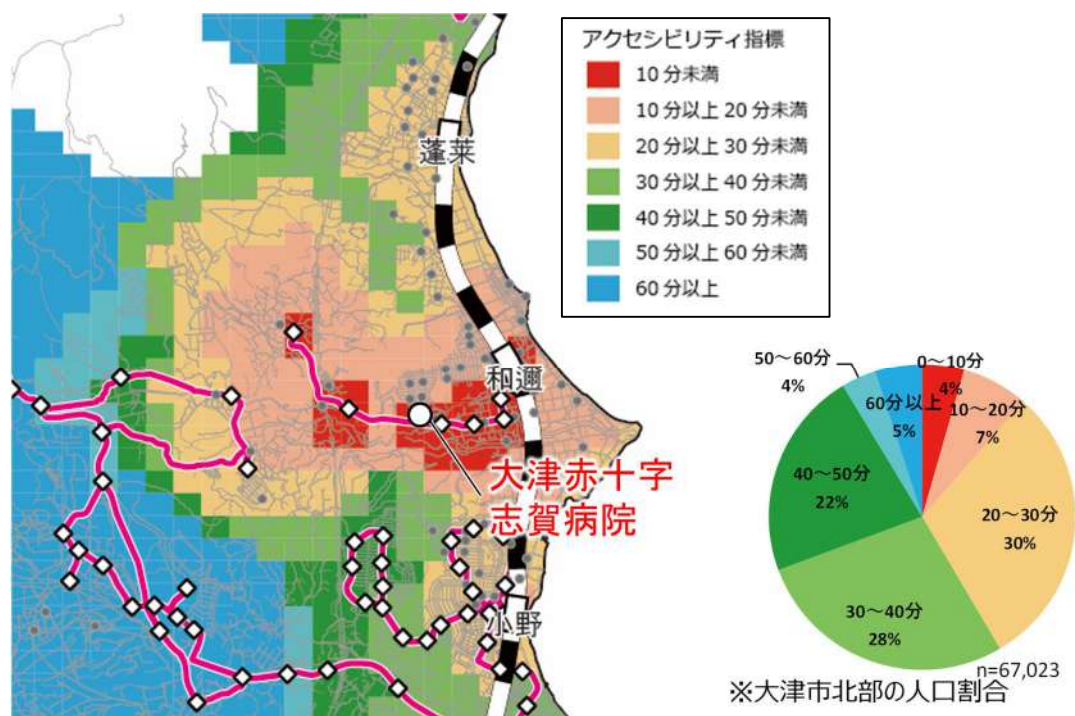 アクセシビリティ指標
10分未満
10分以上20分未満
20分以上30分未満
30分以上40分未満
40分以上50分未満
50分以上60分未満
60分以上
蓬莱
和邇
大津赤十字
志賀病院
小野
50～60分
4%
0～10分
4%
60分以上
5%
10～20分
7%
40～50分
22%
20～30分
30%
30～40分
28%
n=67,023
※大津市北部の人口割合